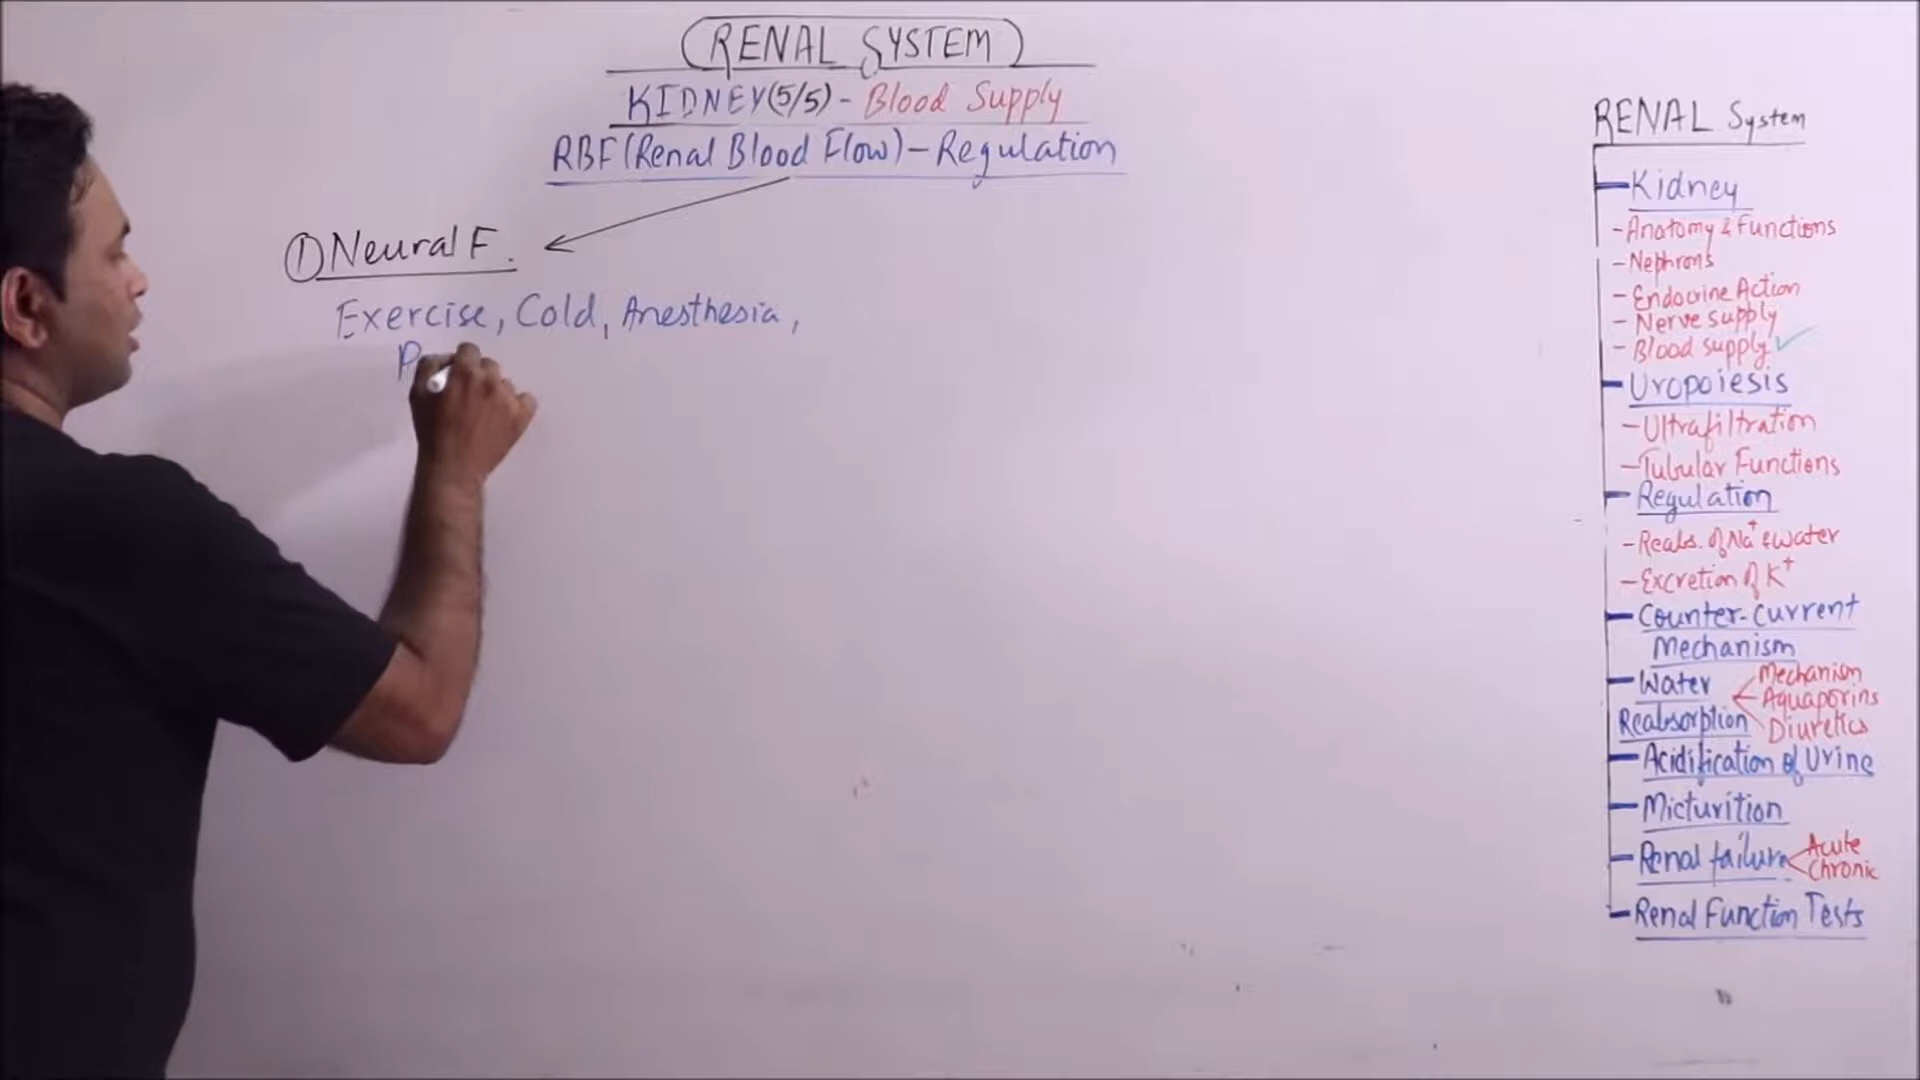 RENAL SYSTEM
KIDNEY(5/5) - Blood Supply
RBF(Renal Blood Flow) - Regulation
① Neural F.
Exercise, Cold, Anesthesia,
RENAL System
Kidney
- Anatomy & Functions
- Nephrons
- Endocrine Action
- Nerve supply
- Blood supply ✓
Uropoiesis
- Ultrafiltration
- Tubular Functions
Regulation
- Reabs. of Na+ & water
- Excretion of K+
Counter-current
Mechanism
Water
Reabsorption
Mechanism
Aquaporins
Diuretics
Acidification of Urine
Micturition
Renal failure
Acute
Chronic
Renal Function Tests